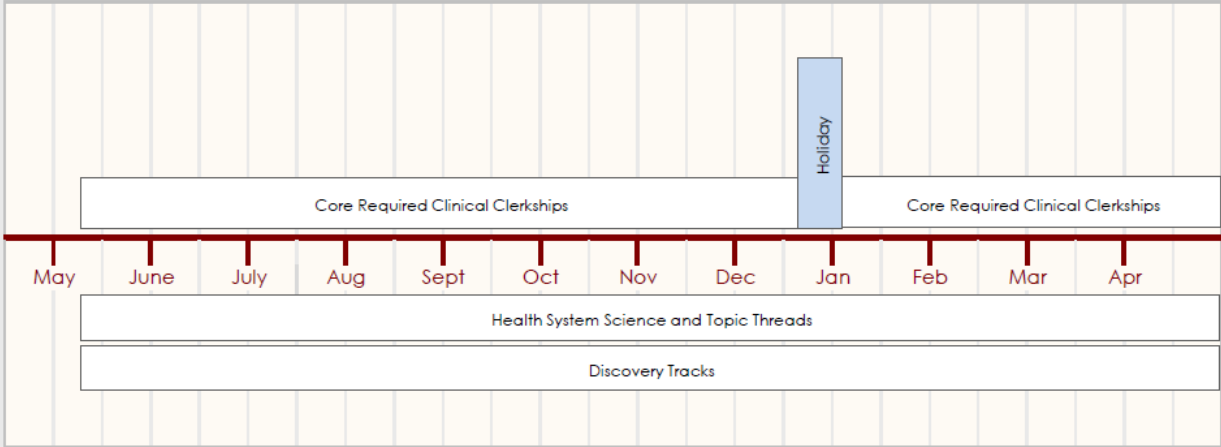 Holiday
Core Required Clinical Clerkships
Core Required Clinical Clerkships
May June July Aug Sept Oct Nov Dec Jan Feb Mar Apr
Health System Science and Topic Threads
Discovery Tracks